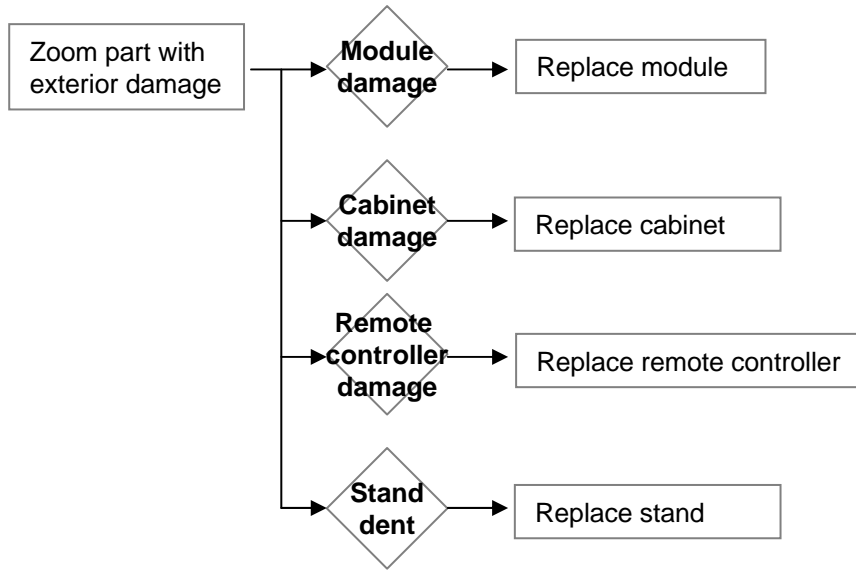 Zoom part with
exterior damage
Module
damage
Replace module
Cabinet
damage
Replace cabinet
Remote
controller
damage
Replace remote controller
Stand
dent
Replace stand